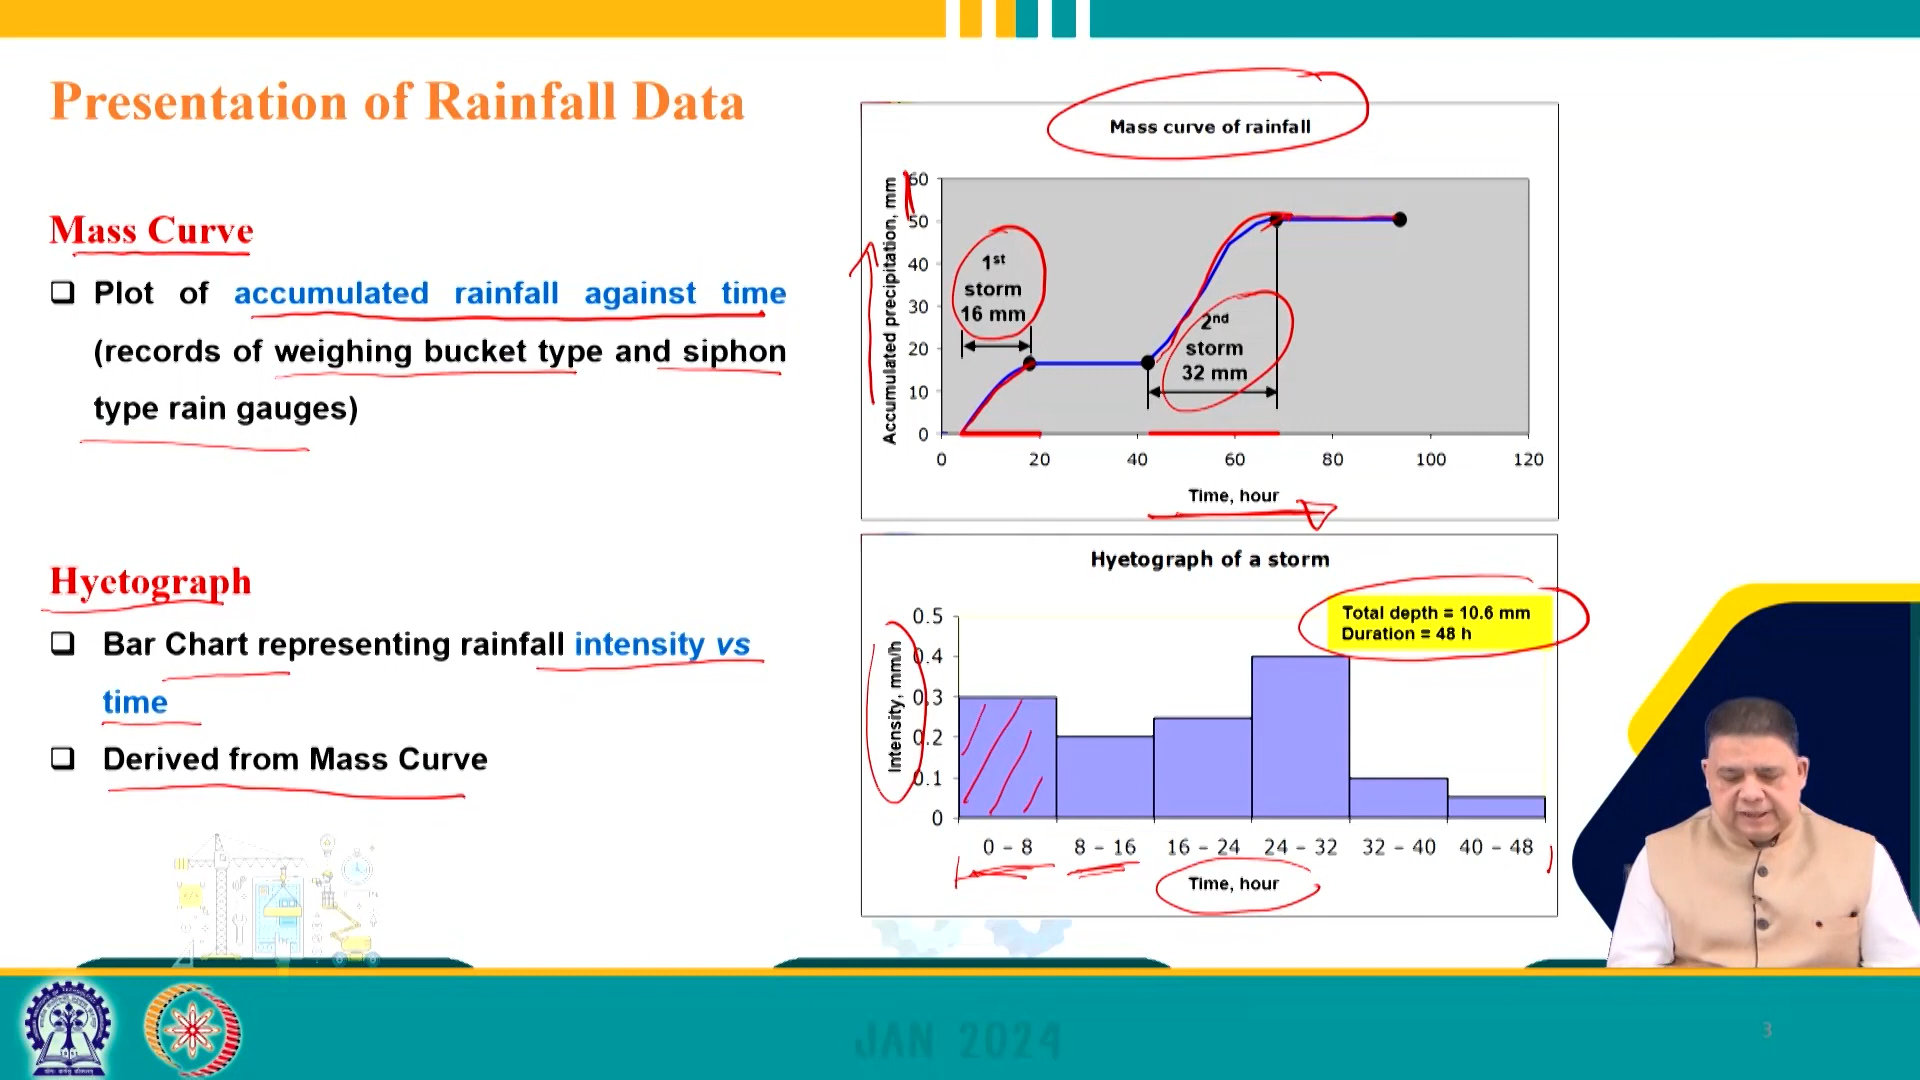 Presentation of Rainfall Data
Mass Curve
❑ Plot of accumulated rainfall against time
(records of weighing bucket type and siphon
type rain gauges)
Hyetograph
❑ Bar Chart representing rainfall intensity vs
time
❑ Derived from Mass Curve
Mass curve of rainfall
Accumulated precipitation, mm
60
50
40
30
20
10
0
1st
storm
16 mm
2nd
storm
32 mm
0 20 40 60 80 100 120
Time, hour
Hyetograph of a storm
Total depth = 10.6 mm
Duration = 48 h
Intensity, mm/h
0.5
0.4
0.3
0.2
0.1
0
0 – 8 8 – 16 16 – 24 24 – 32 32 – 40 40 – 48
Time, hour
JAN 2024
3